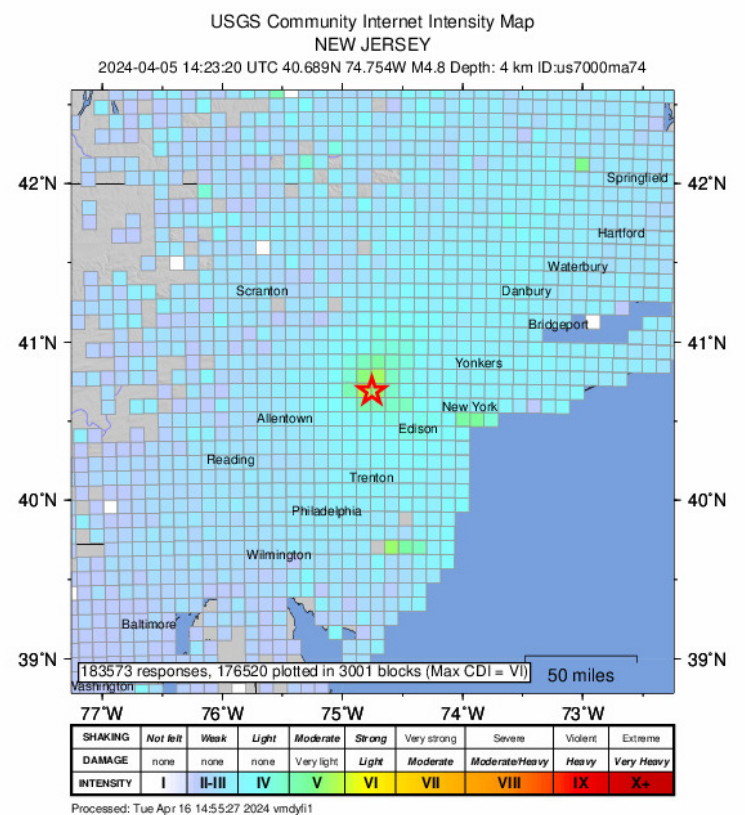 USGS Community Internet Intensity Map
NEW JERSEY
2024-04-05 14:23:20 UTC 40.689N 74.754W M4.8 Depth: 4 km ID:us7000ma74
42°N 42°N
Springfield
Hartford
Waterbury
Scranton Danbury
Bridgeport
41°N 41°N
Yonkers
New York
Allentown
Edison
Reading
Trenton
40°N 40°N
Philadelphia
Wilmington
Baltimore
39°N 39°N
183573 responses, 176520 plotted in 3001 blocks (Max CDI = VI)
50 miles
Washington
77°W 76°W 75°W 74°W 73°W
SHAKING Not felt Weak Light Moderate Strong Very strong Severe Violent Extreme
DAMAGE none none none Very light Light Moderate Moderate/Heavy Heavy Very Heavy
INTENSITY I II-III IV V VI VII VIII IX X+
Processed: Tue Apr 16 14:55:27 2024 vmdyfi1